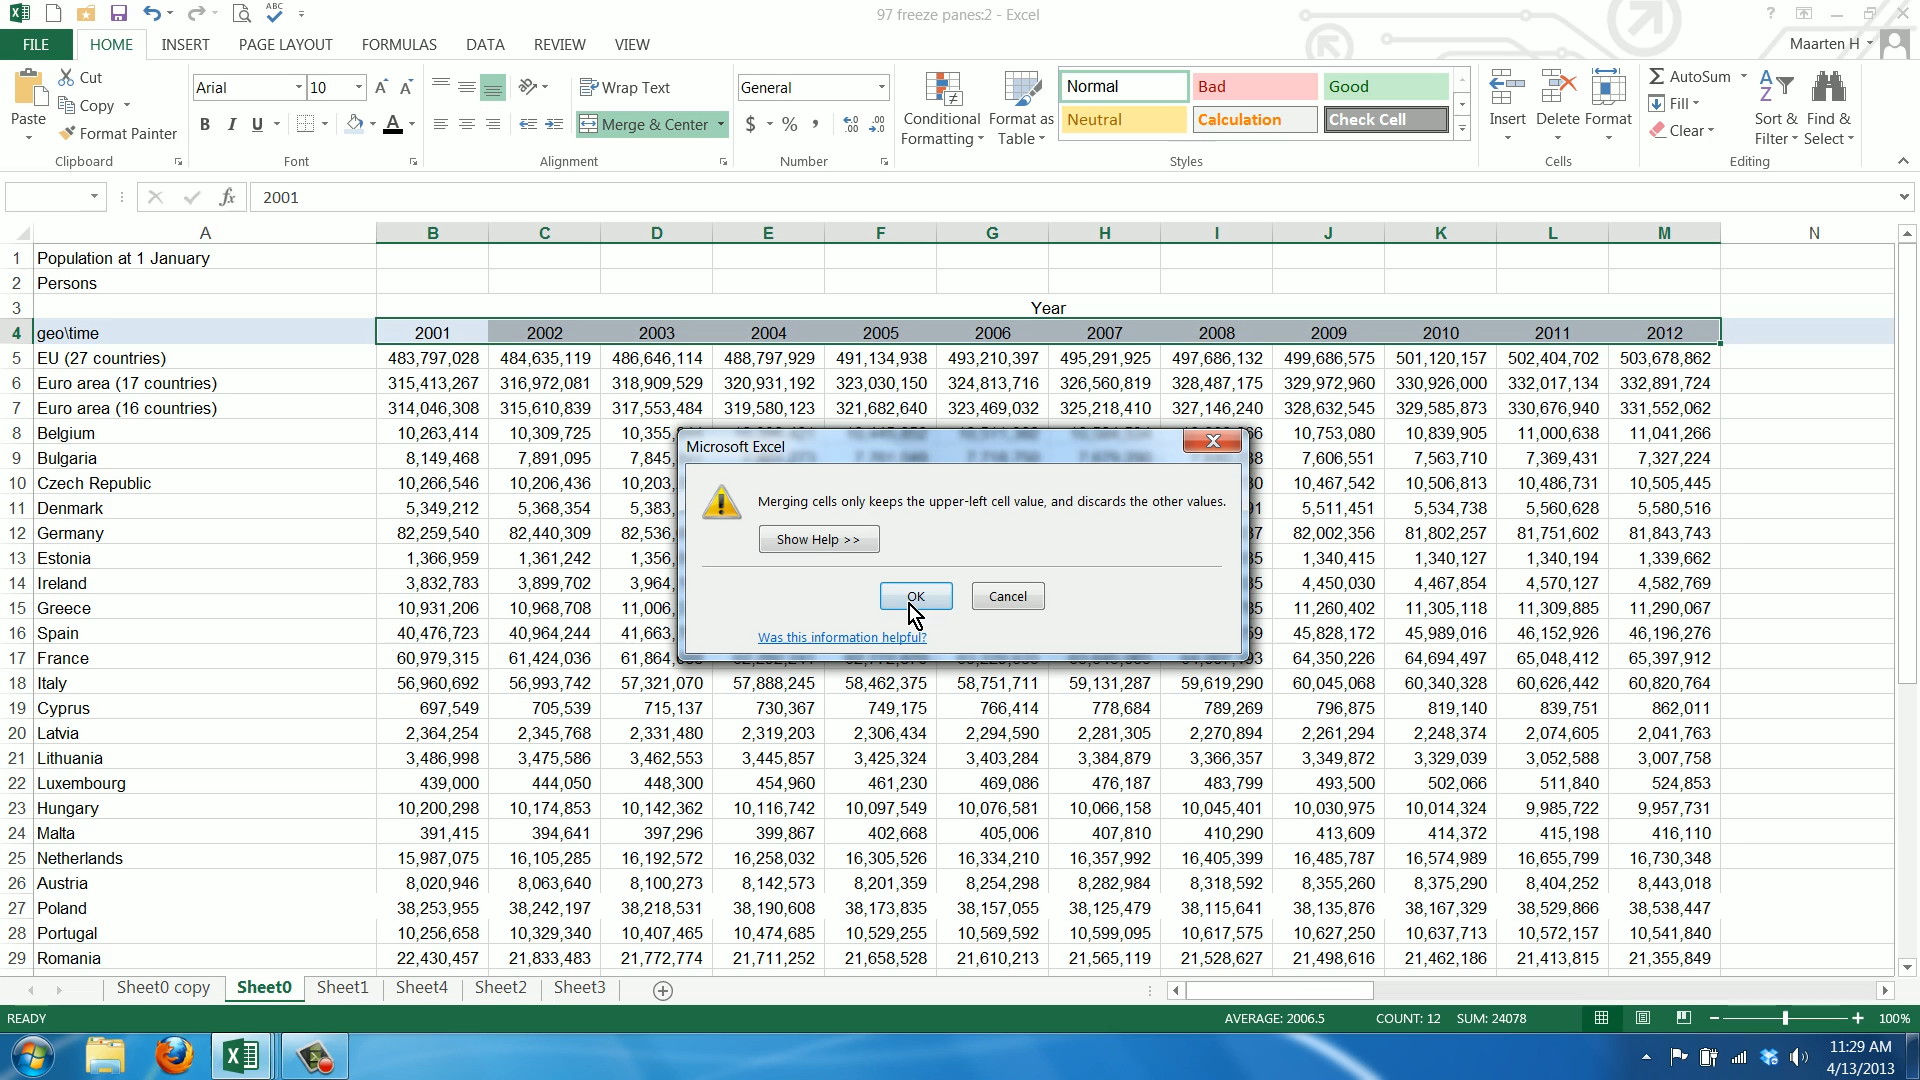 97 freeze panes:2 - Excel
FILE HOME INSERT PAGE LAYOUT FORMULAS DATA REVIEW VIEW Maarten H
Paste Cut Copy Format Painter Clipboard
Arial 10 B I U A Font
Wrap Text Merge & Center Alignment
General $ % , Number
Conditional Formatting Format as Table Normal Bad Good Neutral Calculation Check Cell Styles
Insert Delete Format Cells
AutoSum Fill Clear Sort & Filter Find & Select Editing
fx 2001
A B C D E F G H I J K L M N
1 Population at 1 January
2 Persons
3 Year
4 geo\time 2001 2002 2003 2004 2005 2006 2007 2008 2009 2010 2011 2012
5 EU (27 countries) 483,797,028 484,635,119 486,646,114 488,797,929 491,134,938 493,210,397 495,291,925 497,686,132 499,686,575 501,120,157 502,404,702 503,678,862
6 Euro area (17 countries) 315,413,267 316,972,081 318,909,529 320,931,192 323,030,150 324,813,716 326,560,819 328,487,175 329,972,960 330,926,000 332,017,134 332,891,724
7 Euro area (16 countries) 314,046,308 315,610,839 317,553,484 319,580,123 321,682,640 323,469,032 325,218,410 327,146,240 328,632,545 329,585,873 330,676,940 331,552,062
8 Belgium 10,263,414 10,309,725 10,355, 10,753,080 10,839,905 11,000,638 11,041,266
9 Bulgaria 8,149,468 7,891,095 7,845, 7,606,551 7,563,710 7,369,431 7,327,224
10 Czech Republic 10,266,546 10,206,436 10,203, 10,467,542 10,506,813 10,486,731 10,505,445
11 Denmark 5,349,212 5,368,354 5,383, 5,511,451 5,534,738 5,560,628 5,580,516
12 Germany 82,259,540 82,440,309 82,536, 82,002,356 81,802,257 81,751,602 81,843,743
13 Estonia 1,366,959 1,361,242 1,356, 1,340,415 1,340,127 1,340,194 1,339,662
14 Ireland 3,832,783 3,899,702 3,964, 4,450,030 4,467,854 4,570,127 4,582,769
15 Greece 10,931,206 10,968,708 11,006, 11,260,402 11,305,118 11,309,885 11,290,067
16 Spain 40,476,723 40,964,244 41,663, 45,828,172 45,989,016 46,152,926 46,196,276
17 France 60,979,315 61,424,036 61,864, 64,350,226 64,694,497 65,048,412 65,397,912
18 Italy 56,960,692 56,993,742 57,321,070 57,888,245 58,462,375 58,751,711 59,131,287 59,619,290 60,045,068 60,340,328 60,626,442 60,820,764
19 Cyprus 697,549 705,539 715,137 730,367 749,175 766,414 778,684 789,269 796,875 819,140 839,751 862,011
20 Latvia 2,364,254 2,345,768 2,331,480 2,319,203 2,306,434 2,294,590 2,281,305 2,270,894 2,261,294 2,248,374 2,074,605 2,041,763
21 Lithuania 3,486,998 3,475,586 3,462,553 3,445,857 3,425,324 3,403,284 3,384,879 3,366,357 3,349,872 3,329,039 3,052,588 3,007,758
22 Luxembourg 439,000 444,050 448,300 454,960 461,230 469,086 476,187 483,799 493,500 502,066 511,840 524,853
23 Hungary 10,200,298 10,174,853 10,142,362 10,116,742 10,097,549 10,076,581 10,066,158 10,045,401 10,030,975 10,014,324 9,985,722 9,957,731
24 Malta 391,415 394,641 397,296 399,867 402,668 405,006 407,810 410,290 413,609 414,372 415,198 416,110
25 Netherlands 15,987,075 16,105,285 16,192,572 16,258,032 16,305,526 16,334,210 16,357,992 16,405,399 16,485,787 16,574,989 16,655,799 16,730,348
26 Austria 8,020,946 8,063,640 8,100,273 8,142,573 8,201,359 8,254,298 8,282,984 8,318,592 8,355,260 8,375,290 8,404,252 8,443,018
27 Poland 38,253,955 38,242,197 38,218,531 38,190,608 38,173,835 38,157,055 38,125,479 38,115,641 38,135,876 38,167,329 38,529,866 38,538,447
28 Portugal 10,256,658 10,329,340 10,407,465 10,474,685 10,529,255 10,569,592 10,599,095 10,617,575 10,627,250 10,637,713 10,572,157 10,541,840
29 Romania 22,430,457 21,833,483 21,772,774 21,711,252 21,658,528 21,610,213 21,565,119 21,528,627 21,498,616 21,462,186 21,413,815 21,355,849
Microsoft Excel
Merging cells only keeps the upper-left cell value, and discards the other values.
Show Help >>
OK Cancel
Was this information helpful?
Sheet0 copy Sheet0 Sheet1 Sheet4 Sheet2 Sheet3
READY AVERAGE: 2006.5 COUNT: 12 SUM: 24078 100%
11:29 AM
4/13/2013